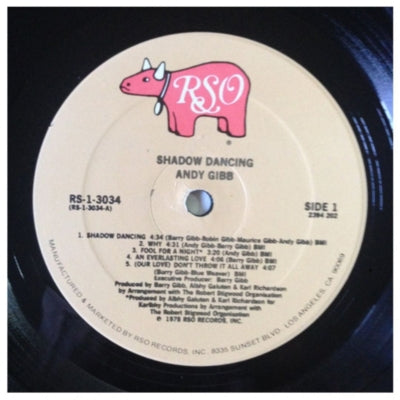 RSO
SHADOW DANCING
ANDY GIBB
RS-1-3034
(RS-1-3034-A)
SIDE 1
2394 202
1. SHADOW DANCING 4:34 (Barry Gibb-Robin Gibb-Maurice Gibb-Andy Gibb) BMI
2. WHY 4:31 (Andy Gibb-Barry Gibb) BMI
3. FOOL FOR A NIGHT* 3:20 (Andy Gibb) BMI
4. AN EVERLASTING LOVE 4:06 (Barry Gibb) BMI
5. (OUR LOVE) DON'T THROW IT ALL AWAY 4:07
(Barry Gibb-Blue Weaver) BMI
Executive Producer: Barry Gibb
Produced by Barry Gibb, Albhy Galuten & Karl Richardson
by Arrangement with The Robert Stigwood Organisation
*Produced by Albhy Galuten & Karl Richardson for
Karlbhy Productions by Arrangement with
The Robert Stigwood Organisation
℗ 1978 RSO RECORDS, INC.
MANUFACTURED & MARKETED BY RSO RECORDS, INC. 8335 SUNSET BLVD. LOS ANGELES, CA. 90069